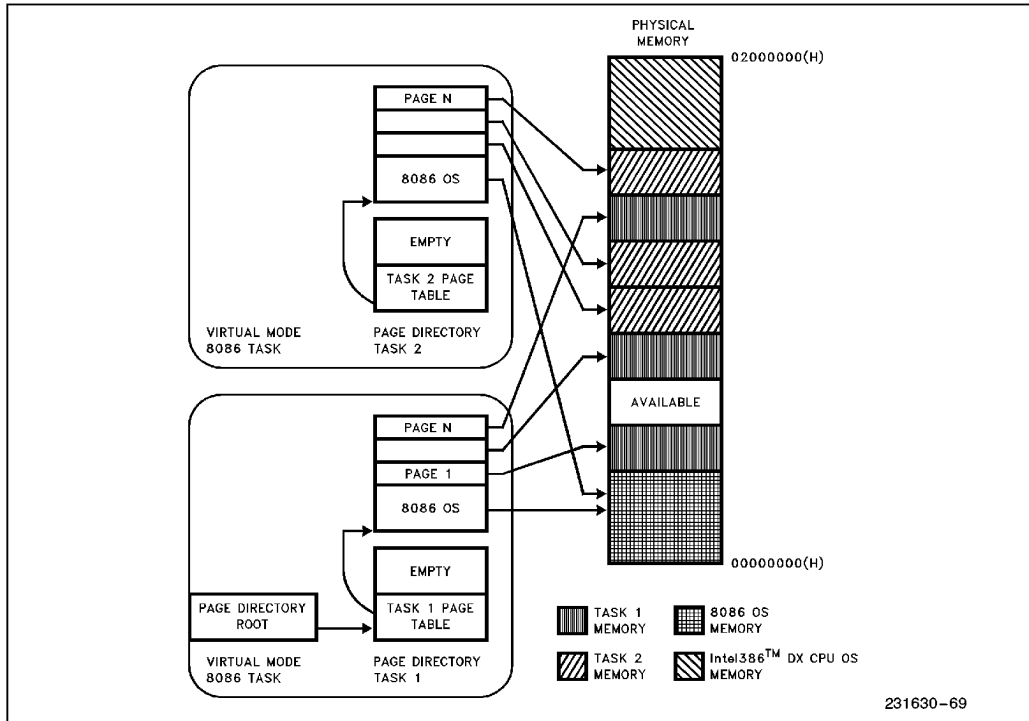 PHYSICAL
MEMORY
02000000(H)
PAGE N
8086 OS
EMPTY
TASK 2 PAGE
TABLE
VIRTUAL MODE
8086 TASK
PAGE DIRECTORY
TASK 2
PAGE N
PAGE 1
8086 OS
EMPTY
TASK 1 PAGE
TABLE
PAGE DIRECTORY
ROOT
VIRTUAL MODE
8086 TASK
PAGE DIRECTORY
TASK 1
AVAILABLE
00000000(H)
TASK 1
MEMORY
8086 OS
MEMORY
TASK 2
MEMORY
Intel386™ DX CPU OS
MEMORY
231630-69